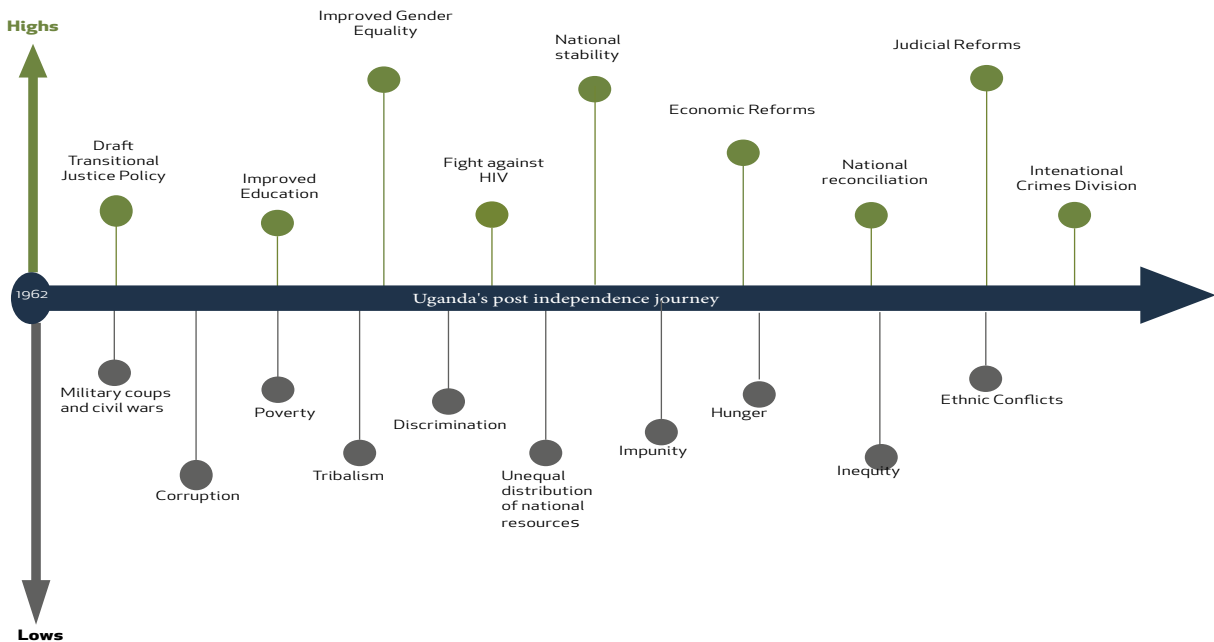 Highs
Improved Gender
Equality
National
stability
Judicial Reforms
Economic Reforms
Draft
Transitional
Justice Policy
Improved
Education
Fight against
HIV
National
reconciliation
Intenational
Crimes Division
1962
Uganda's post independence journey
Military coups
and civil wars
Corruption
Poverty
Tribalism
Discrimination
Unequal
distribution
of national
resources
Impunity
Hunger
Inequity
Ethnic Conflicts
Lows